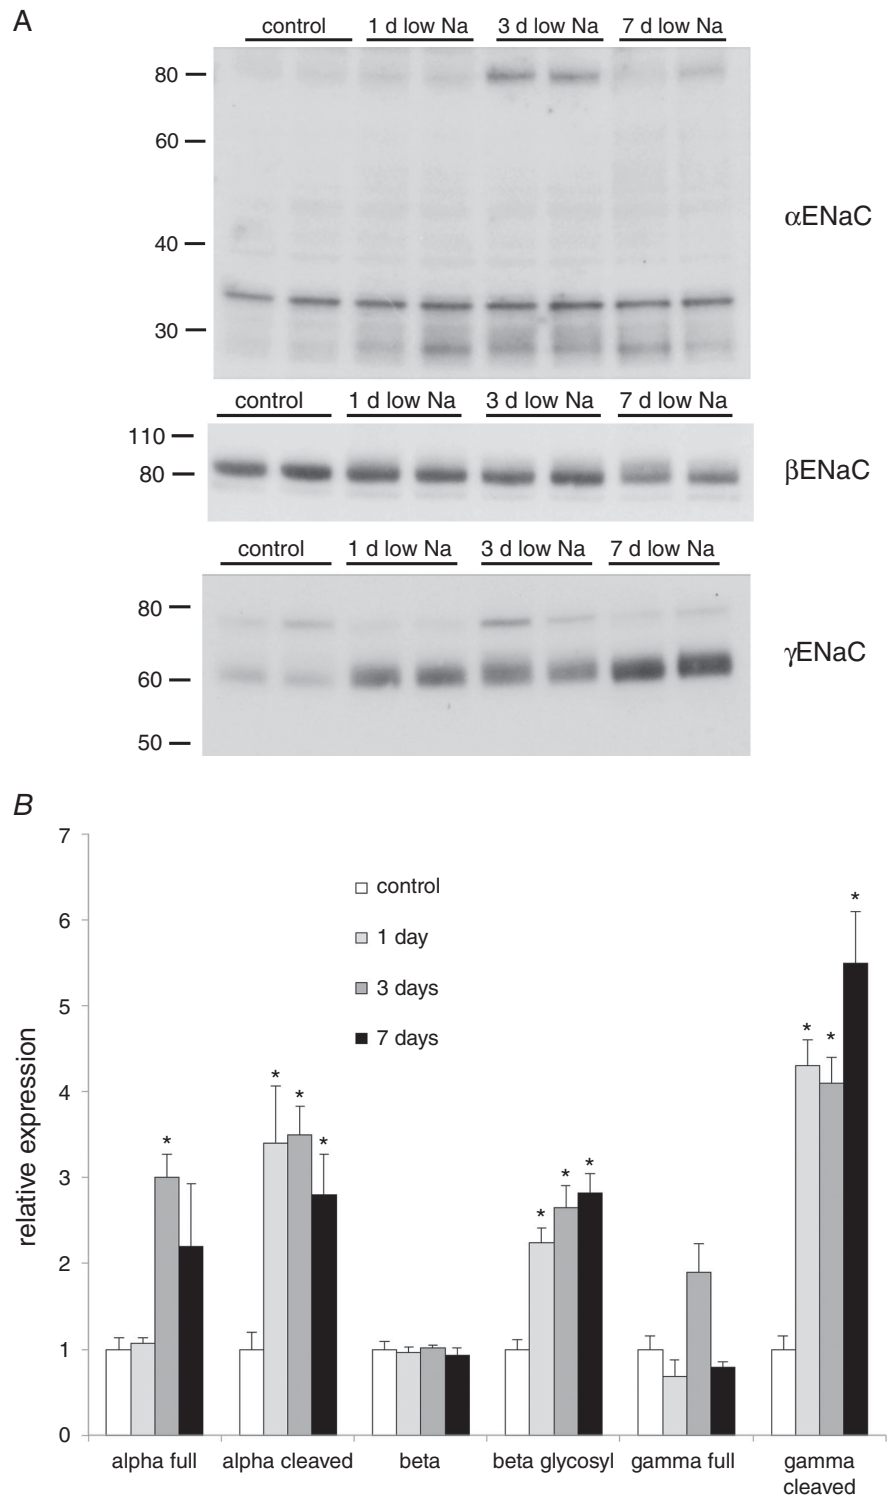 A
control 1 d low Na 3 d low Na 7 d low Na
80
60
40
30
αENaC
control 1 d low Na 3 d low Na 7 d low Na
110
80
βENaC
control 1 d low Na 3 d low Na 7 d low Na
80
60
50
γENaC
B
relative expression
7
6
5
4
3
2
1
0
control
1 day
3 days
7 days
* * * * * * * * * *
alpha full alpha cleaved beta beta glycosyl gamma full gamma
cleaved